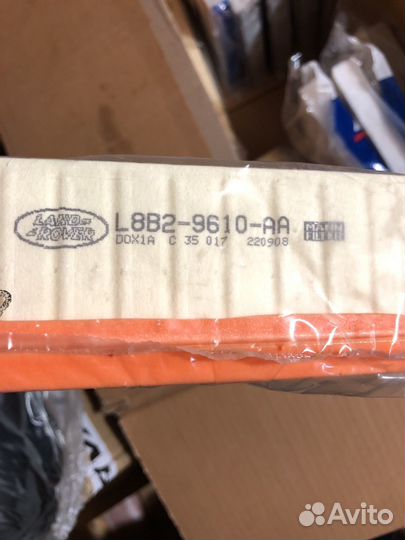 LAND-
ROVER
L8B2-9610-AA
DOX1A C 35 017 220908
MANN
FILTER
Avito